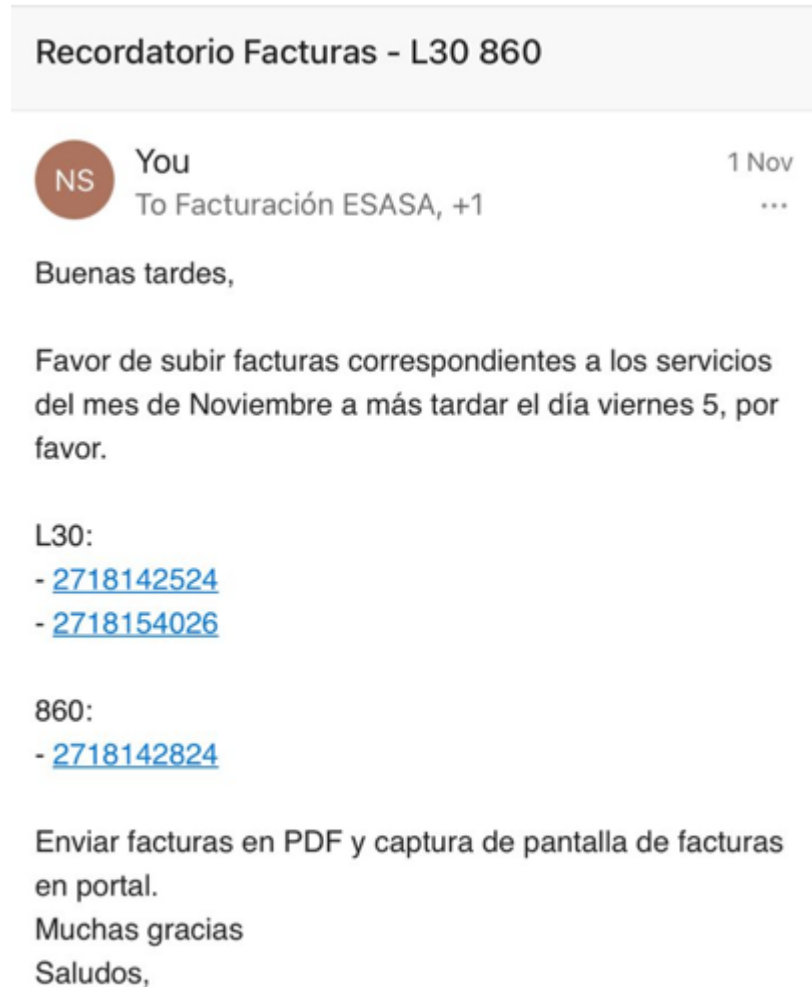 Recordatorio Facturas - L30 860
NS
You
1 Nov
To Facturación ESASA, +1
...
Buenas tardes,
Favor de subir facturas correspondientes a los servicios
del mes de Noviembre a más tardar el día viernes 5, por
favor.
L30:
- 2718142524
- 2718154026
860:
- 2718142824
Enviar facturas en PDF y captura de pantalla de facturas
en portal.
Muchas gracias
Saludos,